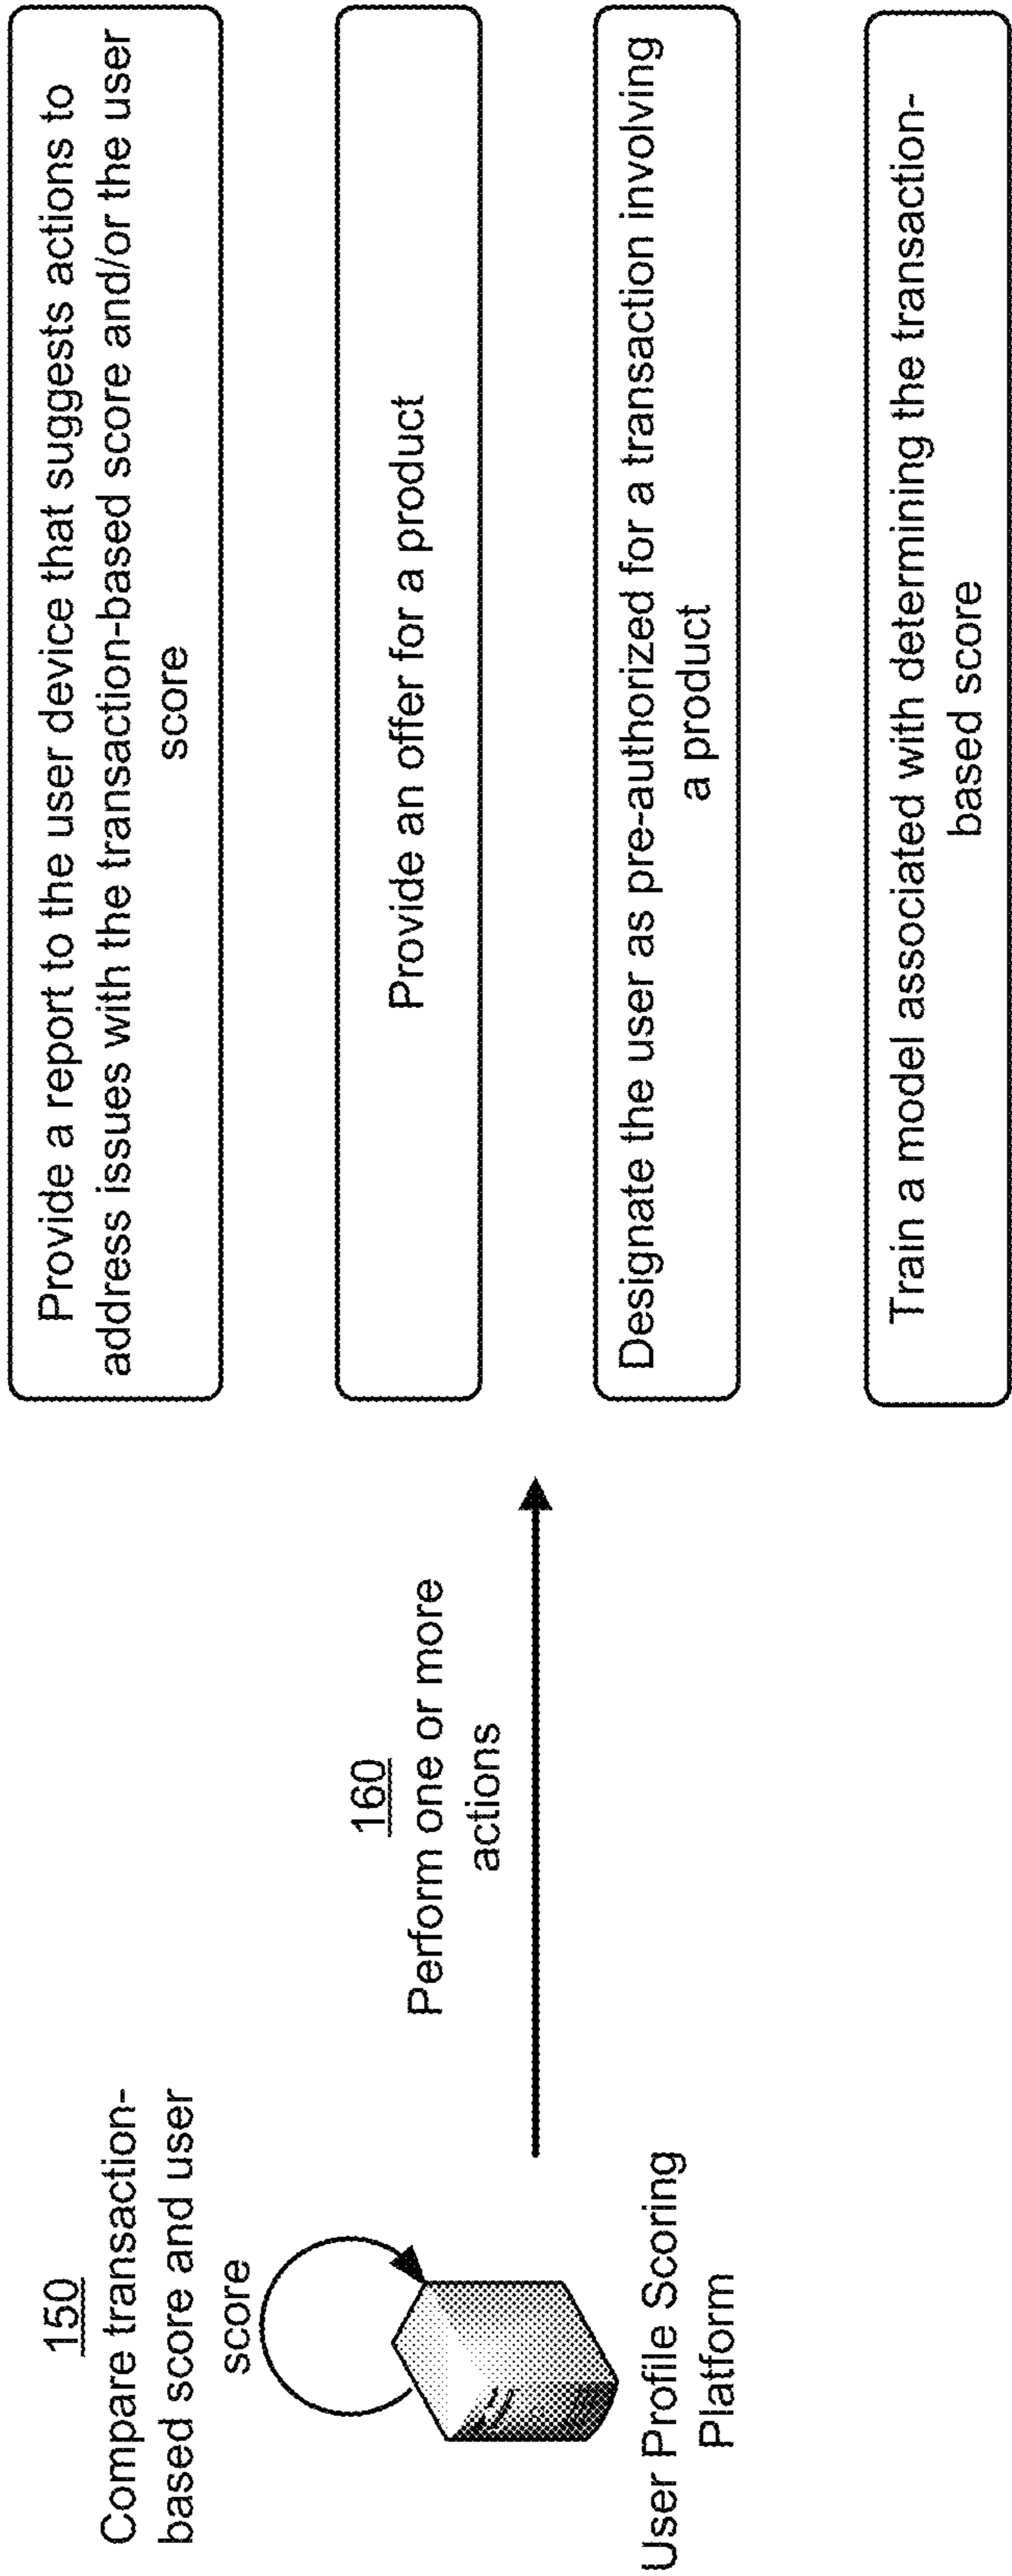 150
Compare transaction-
based score and user
score
User Profile Scoring
Platform
160
Perform one or more
actions
Provide a report to the user device that suggests actions to
address issues with the transaction-based score and/or the user
score
Provide an offer for a product
Designate the user as pre-authorized for a transaction involving
a product
Train a model associated with determining the transaction-
based score